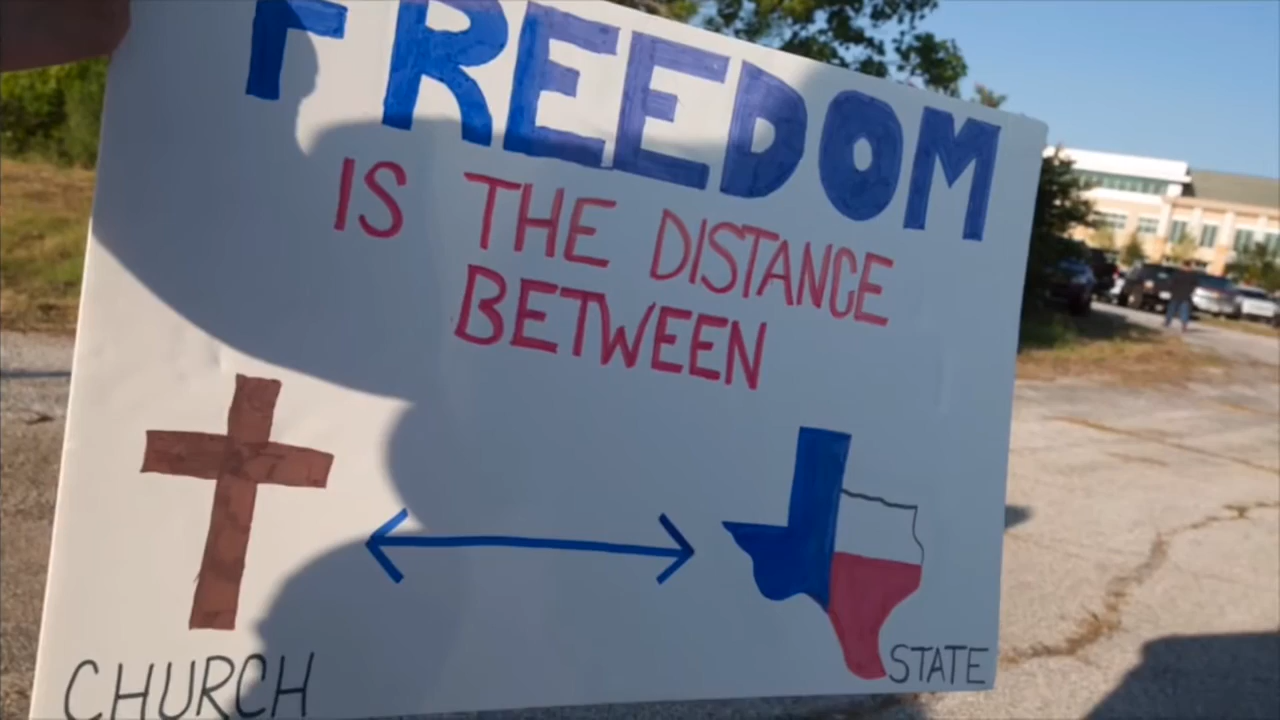 FREEDOM
IS THE DISTANCE
BETWEEN
CHURCH
STATE